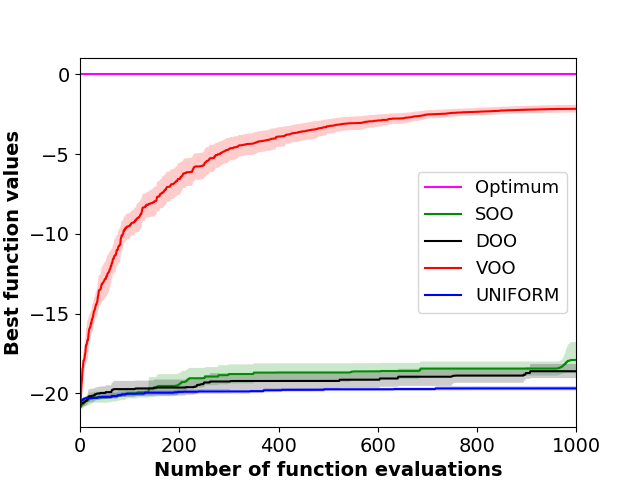 0
−5
−10
−15
−20
Best function values
Optimum
SOO
DOO
VOO
UNIFORM
0 200 400 600 800 1000
Number of function evaluations